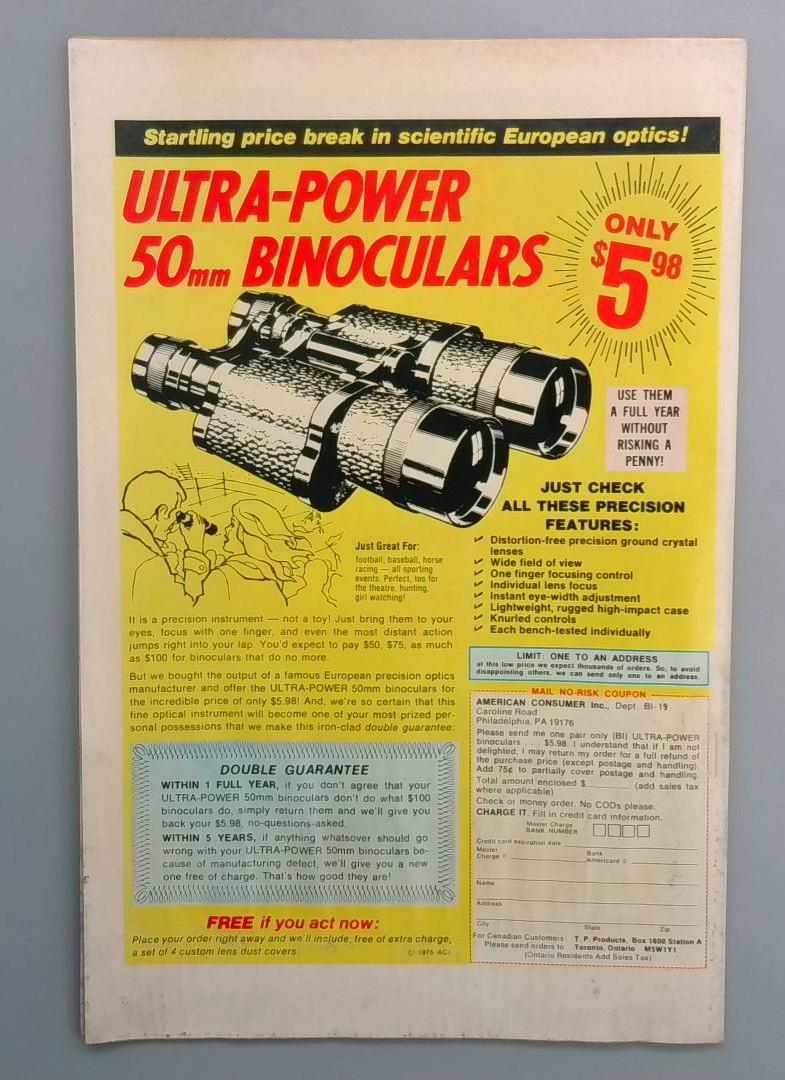 Startling price break in scientific European optics!
ULTRA-POWER
50mm BINOCULARS
ONLY
$5 98
USE THEM
A FULL YEAR
WITHOUT
RISKING A
PENNY!
JUST CHECK
ALL THESE PRECISION
FEATURES:
Distortion-free precision ground crystal
lenses
Wide field of view
One finger focusing control
Individual lens focus
Instant eye-width adjustment
Lightweight, rugged high-impact case
Knurled controls
Each bench-tested individually
Just Great For:
football, baseball, horse
racing — all sporting
events. Perfect, too for
the theatre, hunting,
girl watching!
It is a precision instrument — not a toy! Just bring them to your
eyes, focus with one finger, and even the most distant action
jumps right into your lap. You'd expect to pay $50, $75, as much
as $100 for binoculars that do no more.
But we bought the output of a famous European precision optics
manufacturer and offer the ULTRA-POWER 50mm binoculars for
the incredible price of only $5.98! And, we're so certain that this
fine optical instrument will become one of your most prized per-
sonal possessions that we make this iron-clad double guarantee:
DOUBLE GUARANTEE
WITHIN 1 FULL YEAR, if you don't agree that your
ULTRA-POWER 50mm binoculars don't do what $100
binoculars do, simply return them and we'll give you
back your $5.98, no-questions-asked.
WITHIN 5 YEARS, if anything whatsover should go
wrong with your ULTRA-POWER 50mm binoculars be-
cause of manufacturing defect, we'll give you a new
one free of charge. That's how good they are!
FREE if you act now:
Place your order right away and we'll include, free of extra charge,
a set of 4 custom lens dust covers.
© 1975 ACI
LIMIT: ONE TO AN ADDRESS
at this low price we expect thousands of orders. So, to avoid
disappointing others, we can send only one to an address.
MAIL NO-RISK COUPON
AMERICAN CONSUMER Inc., Dept. BI-19
Caroline Road
Philadelphia, PA 19176
Please send me one pair only (BI) ULTRA-POWER
binoculars . . . $5.98. I understand that if I am not
delighted, I may return my order for a full refund of
the purchase price (except postage and handling).
Add 75¢ to partially cover postage and handling.
Total amount enclosed $ (add sales tax
where applicable)
Check or money order. No CODs please.
CHARGE IT. Fill in credit card information.
Master Charge
BANK NUMBER
Credit card expiration date
Master
Charge #
Bank
Americard #
Name
Address
City State Zip
For Canadian Customers
Please send orders to
T. P. Products, Box 1600 Station A
Toronto, Ontario M5W1Y1
(Ontario Residents Add Sales Tax)